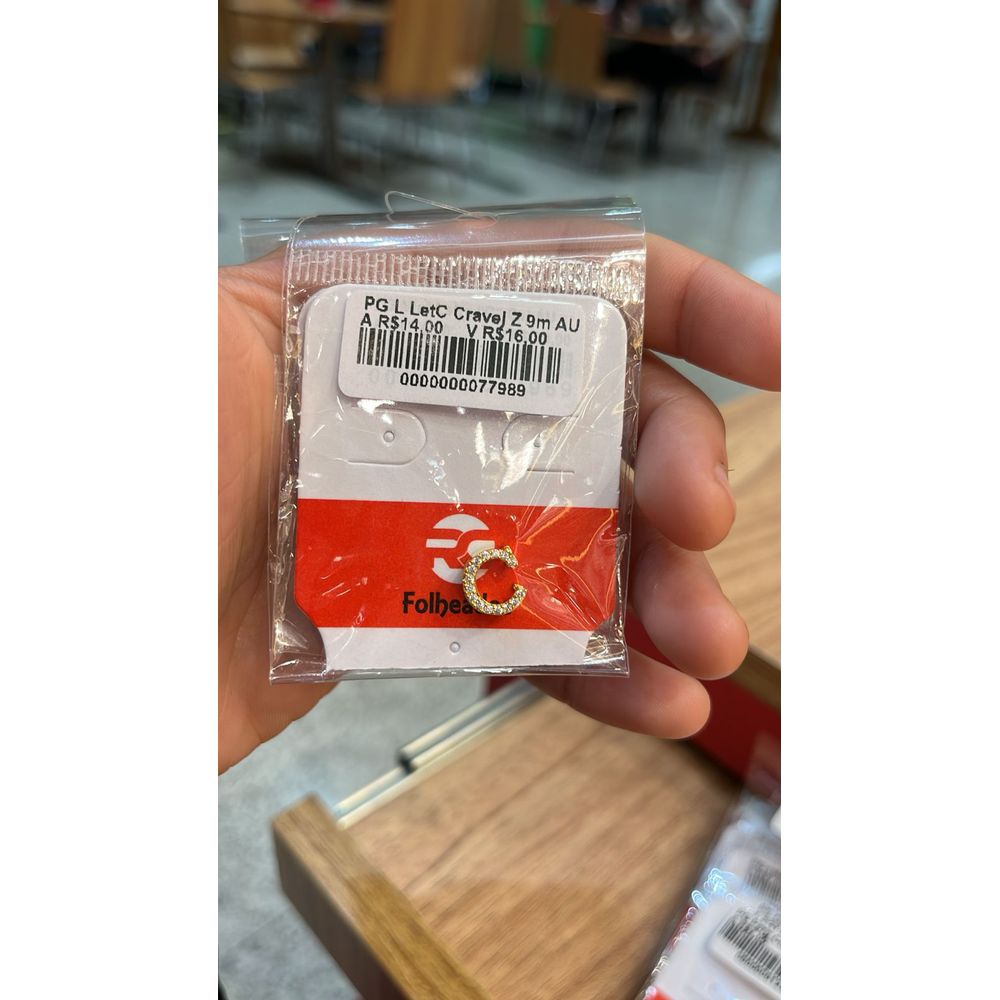 PG L LetC Cravej Z 9m AU
A R$14,00 V R$16,00
0000000077989